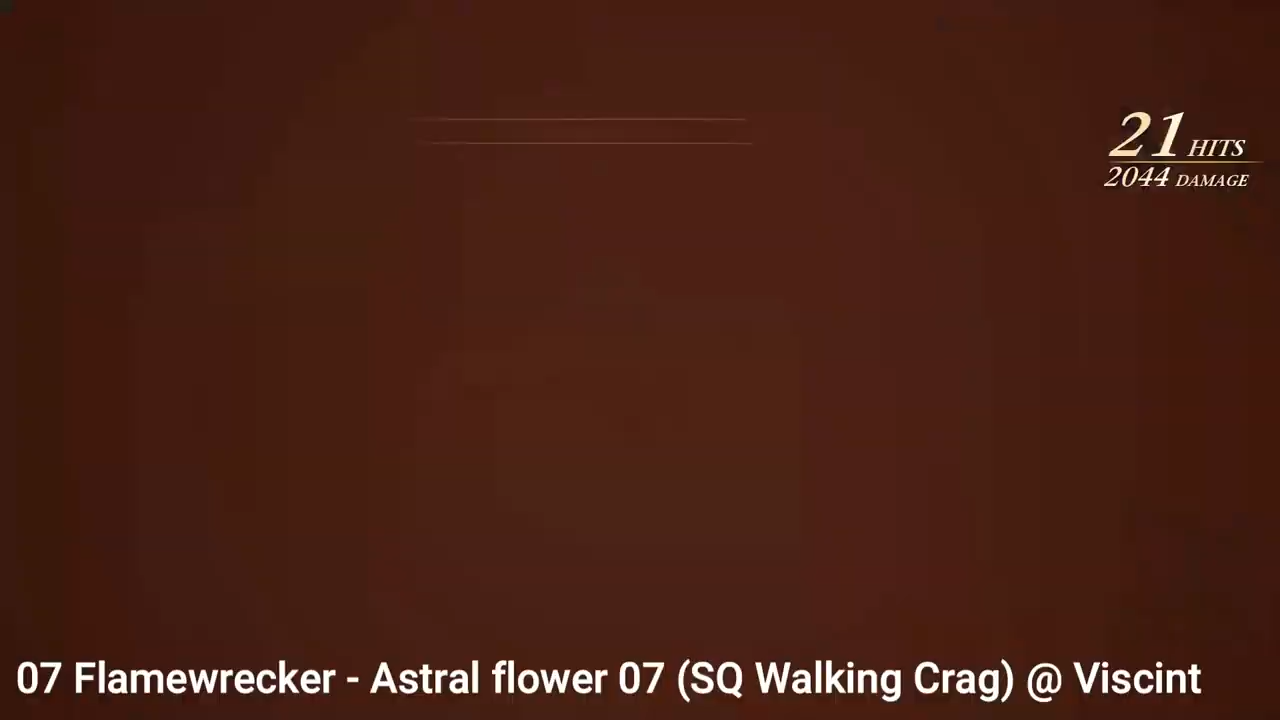 21 HITS
2044 DAMAGE
07 Flamewrecker - Astral flower 07 (SQ Walking Crag) @ Viscint